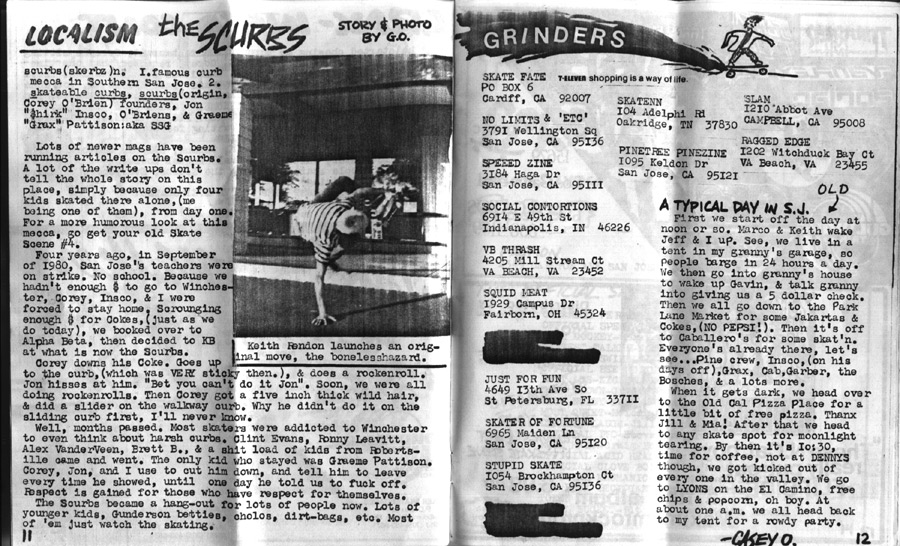 LOCALISM the SCURBS STORY & PHOTO
BY G.O.
scurbs(skerbz)n. I.famous curb
mecca in Southern San Jose. 2.
skateable curbs, scurbs(origin,
Corey O'Brien) founders, Jon
"$hirk" Insco, O'Briens, & Graeme
"Grax" Pattison:aka SSG
Lots of newer mags have been
running articles on the Scurbs.
A lot of the write ups don't
tell the whole story on this
place, simply because only four
kids skated there alone,(me
being one of them), from day one.
For a more humorous look at this
mecca, go get your old Skate
Scene #4.
Four years ago, in September
of 1980, San Jose's teachers were
on strike. No school. Because we
hadn't enough $ to go to Winches-
ter, Corey, Insco, & I were
forced to stay home. Scrounging
enough $ for Cokes,(just as we
do today), we booked over to
Alpha Beta, then decided to KB
at what is now the Scurbs.
Corey downs his Coke. Goes up
to the curb,(which was VERY sticky then.), & does a rockenroll.
Jon hisses at him. "Bet you can't do it Jon". Soon, we were all
doing rockenrolls. Then Corey got a five inch thick wild hair,
& did a slider on the walkway curb. Why he didn't do it on the
sliding curb first, I'll never know.
Well, months passed. Most skaters were addicted to Winchester
to even think about harsh curbs. Clint Evans, Ronny Leavitt,
Alex VanderVeen, Brett B., & a shit load of kids from Roberts-
ille came and went. The only kid who stayed was Graeme Pattison.
Corey, Jon, and I use to cut him down, and tell him to leave
every time he showed, until one day he told us to fuck off.
Respect is gained for those who have respect for themselves.
The Scurbs became a hang-out for lots of people now. Lots of
younger kids, Gunderson betties, cholos, dirt-bags, etc. Most
of 'em just watch the skating.
11
Keith Rendon launches an orig-
inal move, the bonelesshazard.
GRINDERS
T-ELEVEN shopping is a way of life.
SKATE FATE
PO BOX 6
Cardff, CA 92007
NO LIMITS & 'ETC'
379I Wellington Sq
San Jose, CA 95I36
SPEED ZINE
3I84 Haga Dr
San Jose, CA 95III
SOCIAL CONTORTIONS
69I4 E 49th St
Indianapolis, IN 46226
VB THRASH
4205 Mill Stream Ct
VA BEACH, VA 23452
SQUID MEAT
I929 Campus Dr
Fairborn, OH 45324
JUST FOR FUN
4649 I3th Ave So
St Petersburg, FL 337II
SKATER OF FORTUNE
6965 Maiden Ln
San Jose, CA 95I20
STUPID SKATE
I054 Brockhampton Ct
San Jose, CA 95I36
SKATENN
I04 Adelphi Rd
Oakridge, TN 37830
PINETREE PINEZINE
I095 Keldon Dr
San Jose, CA 95I2I
SLAM
I2I0 Abbot Ave
CAMPBELL, CA 95008
RAGGED EDGE
I202 Witchduck Bay Ct
VA Beach, VA 23455
OLD
A TYPICAL DAY IN S.J.
First we start off the day at
noon or so. Marco & Keith wake
Jeff & I up. See, we live in a
tent in my granny's garage, so
people barge in 24 hours a day.
We then go into granny's house
to wake up Gavin, & talk granny
into giving us a 5 dollar check.
Then we all go down to the Park
Lane Market for some Jakartas &
Cokes,(NO PEPSI!). Then it's off
to Caballero's for some skat'n.
Everyone's already there, let's
see...Pine crew, Insco,(on his
days off),Grax, Cab,Garber, the
Bosches, & a lots more.
When it gets dark, we head over
to the Old Cal Pizza Place for a
little bit of free pizza. Thanx
Jill & Mia! After that we head
to any skate spot for moonlight
tearing. By then it's Io:30,
time for coffee, not at DENNYS
though, we got kicked out of
every one in the valley. We go
to LYONS on the El Camino, free
chips & popcorn, oh boy. At
about one a.m. we all head back
to my tent for a rowdy party.
—CASEY O.
12